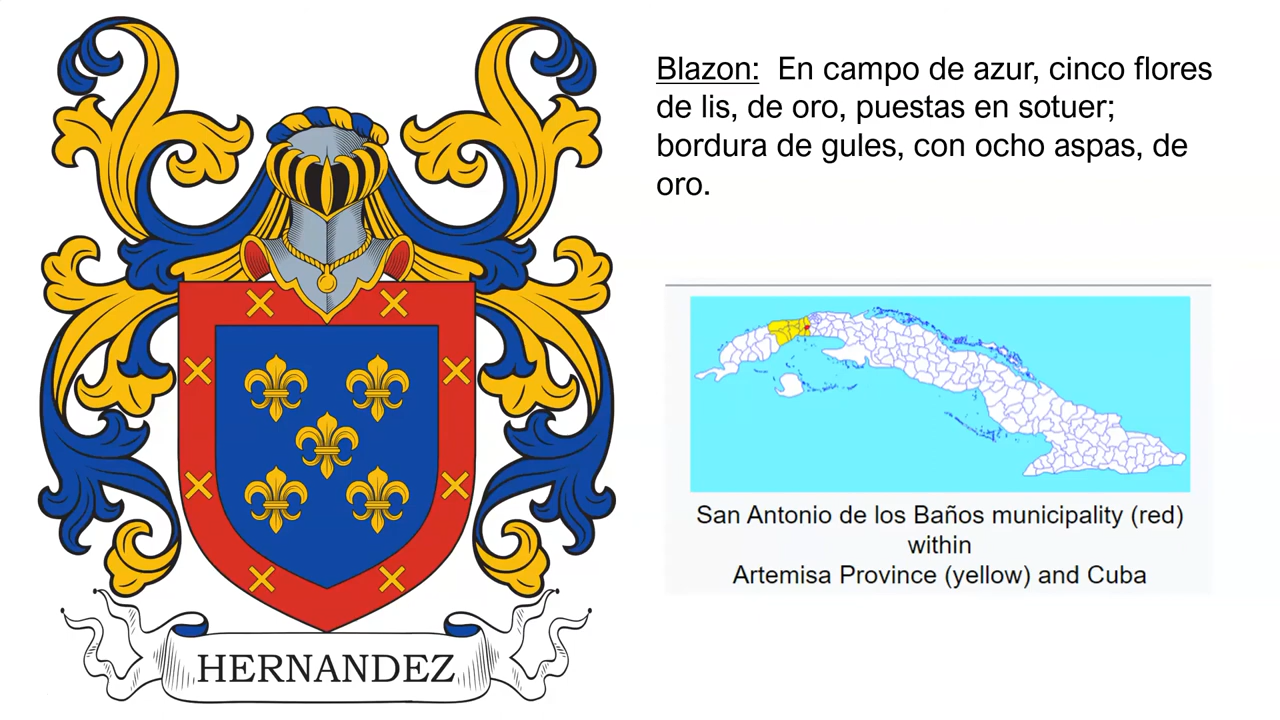 Blazon: En campo de azur, cinco flores
de lis, de oro, puestas en sotuer;
bordura de gules, con ocho aspas, de
oro.
San Antonio de los Baños municipality (red)
within
Artemisa Province (yellow) and Cuba
HERNANDEZ